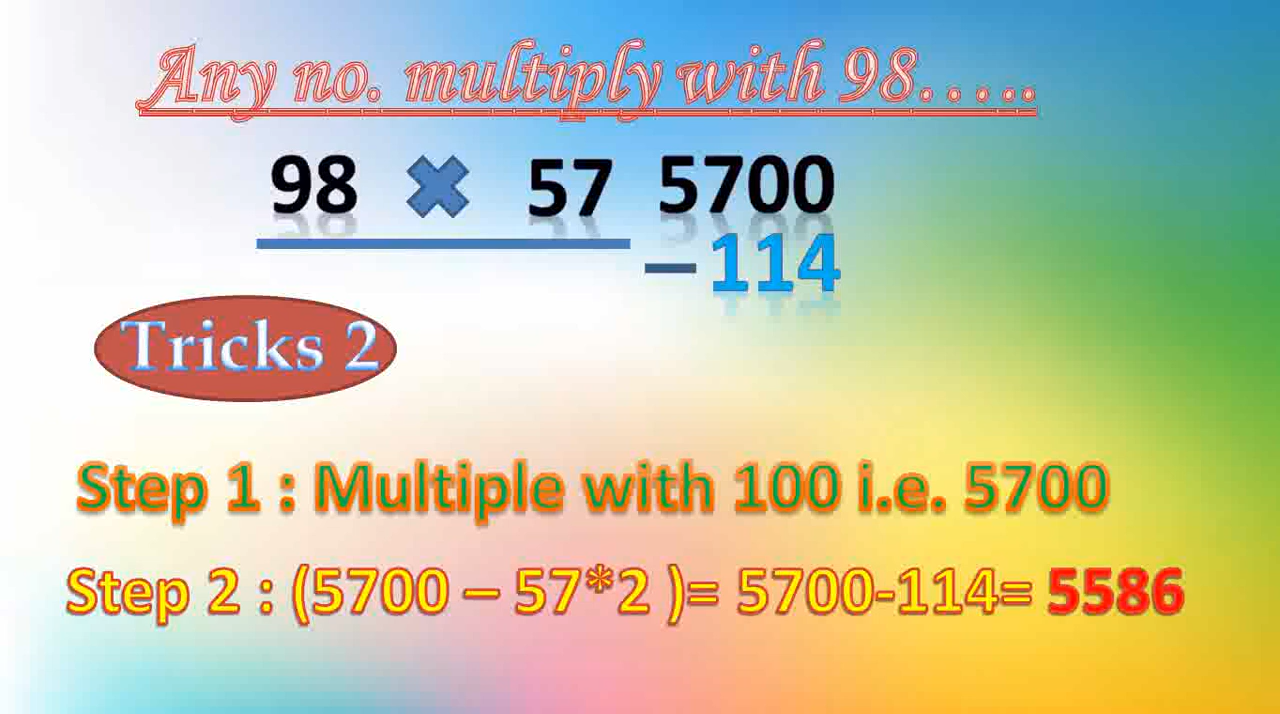 Any no. multiply with 98.....
98 × 57 5700
–114
Tricks 2
Step 1 : Multiple with 100 i.e. 5700
Step 2 : (5700 – 57*2 )= 5700-114= 5586